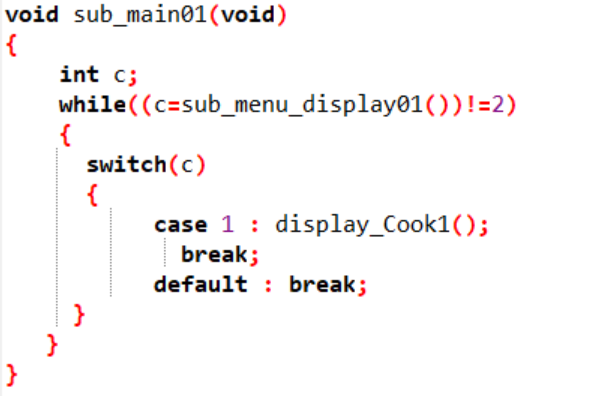 void sub_main01(void)
{
int c;
while((c=sub_menu_display01())!=2)
{
switch(c)
{
case 1 : display_Cook1();
break;
default : break;
}
}
}